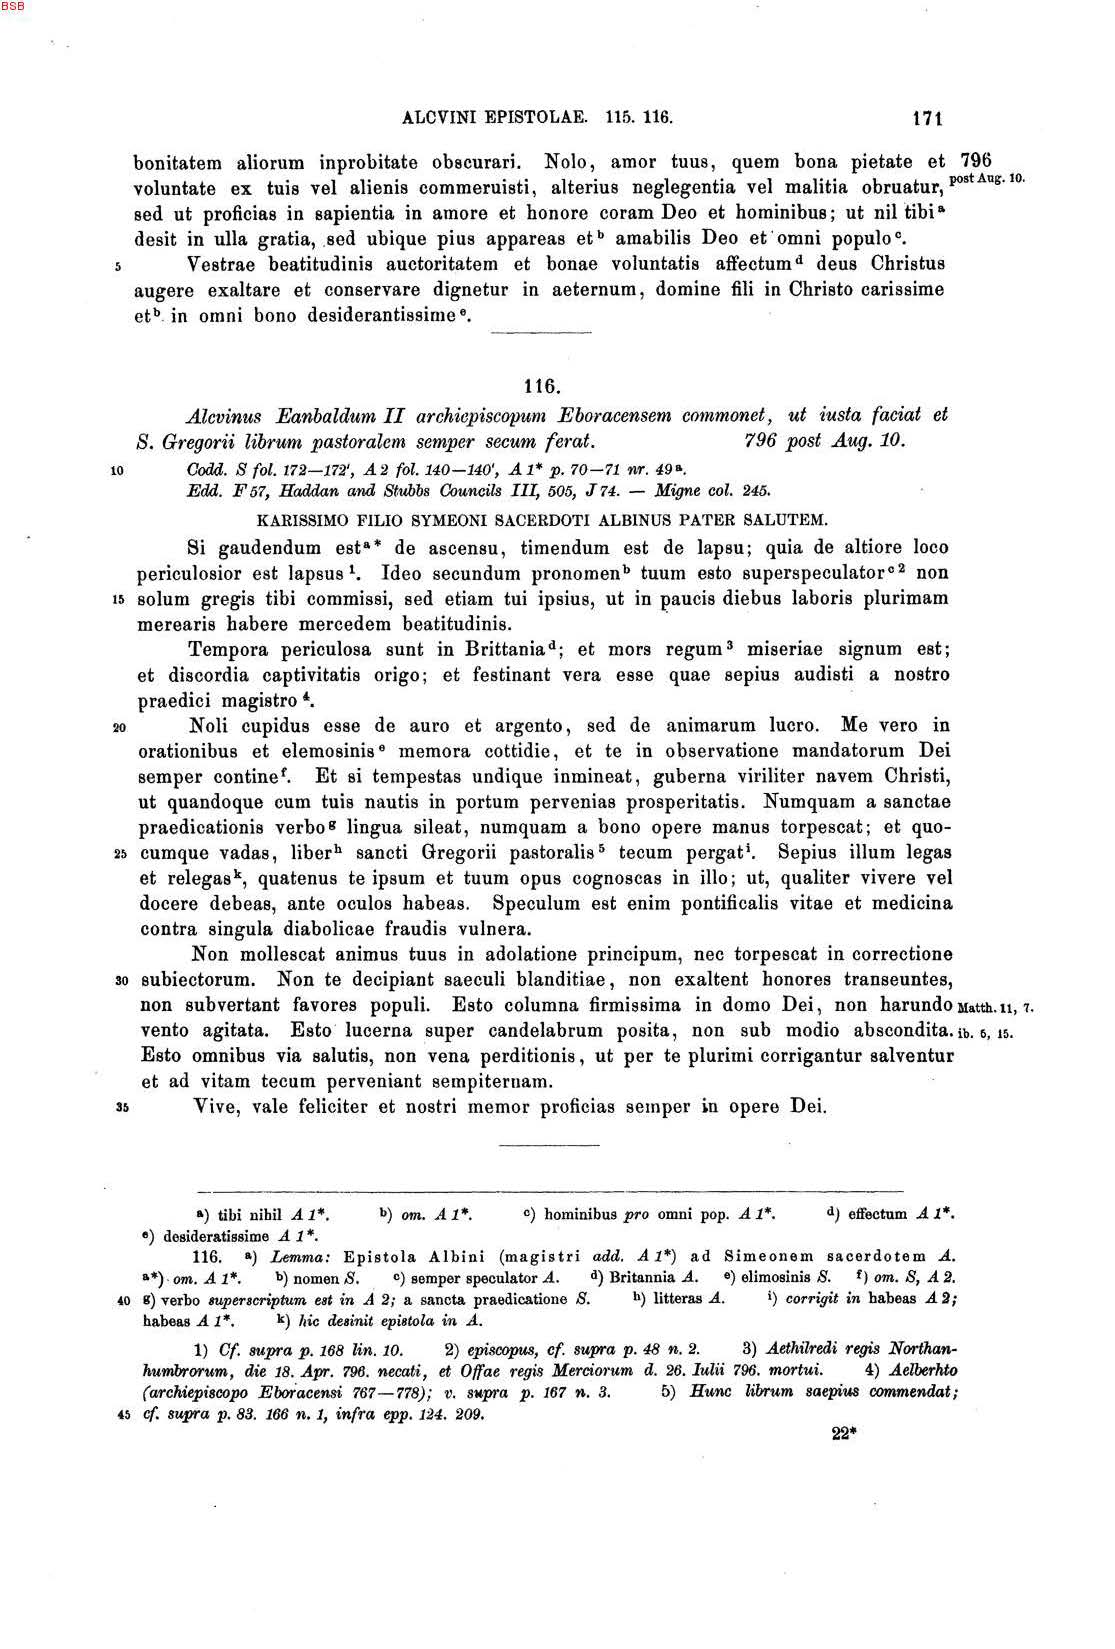 BSB
ALCVINI EPISTOLAE. 115. 116. 171
bonitatem aliorum inprobitate obscurari. Nolo, amor tuus, quem bona pietate et 796
voluntate ex tuis vel alienis commeruisti, alterius neglegentia vel malitia obruatur, post Aug. 10.
sed ut proficias in sapientia in amore et honore coram Deo et hominibus; ut nil tibi a
desit in ulla gratia, sed ubique pius appareas et b amabilis Deo et omni populo c.
5 Vestrae beatitudinis auctoritatem et bonae voluntatis affectum d deus Christus
augere exaltare et conservare dignetur in aeternum, domine fili in Christo carissime
et b in omni bono desiderantissime e.
116.
Alcvinus Eanbaldum II archiepiscopum Eboracensem commonet, ut iusta faciat et
S. Gregorii librum pastoralem semper secum ferat. 796 post Aug. 10.
10 Codd. S fol. 172—172', A 2 fol. 140—140', A 1* p. 70—71 nr. 49 a.
Edd. F 57, Haddan and Stubbs Councils III, 505, J 74. — Migne col. 245.
KARISSIMO FILIO SYMEONI SACERDOTI ALBINUS PATER SALUTEM.
Si gaudendum est a* de ascensu, timendum est de lapsu; quia de altiore loco
periculosior est lapsus 1. Ideo secundum pronomen b tuum esto superspeculator c 2 non
15 solum gregis tibi commissi, sed etiam tui ipsius, ut in paucis diebus laboris plurimam
merearis habere mercedem beatitudinis.
Tempora periculosa sunt in Brittania d; et mors regum 3 miseriae signum est;
et discordia captivitatis origo; et festinant vera esse quae sepius audisti a nostro
praedici magistro 4.
20 Noli cupidus esse de auro et argento, sed de animarum lucro. Me vero in
orationibus et elemosinis e memora cottidie, et te in observatione mandatorum Dei
semper contine f. Et si tempestas undique inmineat, guberna viriliter navem Christi,
ut quandoque cum tuis nautis in portum pervenias prosperitatis. Numquam a sanctae
praedicationis verbo g lingua sileat, numquam a bono opere manus torpescat; et quo-
25 cumque vadas, liber h sancti Gregorii pastoralis 5 tecum pergat i. Sepius illum legas
et relegas k, quatenus te ipsum et tuum opus cognoscas in illo; ut, qualiter vivere vel
docere debeas, ante oculos habeas. Speculum est enim pontificalis vitae et medicina
contra singula diabolicae fraudis vulnera.
Non mollescat animus tuus in adolatione principum, nec torpescat in correctione
30 subiectorum. Non te decipiant saeculi blanditiae, non exaltent honores transeuntes,
non subvertant favores populi. Esto columna firmissima in domo Dei, non harundo Matth. 11, 7.
vento agitata. Esto lucerna super candelabrum posita, non sub modio abscondita. ib. 5, 15.
Esto omnibus via salutis, non vena perditionis, ut per te plurimi corrigantur salventur
et ad vitam tecum perveniant sempiternam.
35 Vive, vale feliciter et nostri memor proficias semper in opere Dei.
a) tibi nihil A 1*. b) om. A 1*. c) hominibus pro omni pop. A 1*. d) effectum A 1*.
e) desideratissime A 1*.
116. a) Lemma: Epistola Albini (magistri add. A 1*) ad Simeonem sacerdotem A.
a*) om. A 1*. b) nomen S. c) semper speculator A. d) Britannia A. e) elimosinis S. f) om. S, A 2.
40 g) verbo superscriptum est in A 2; a sancta praedicatione S. h) litteras A. i) corrigit in habeas A 2;
habeas A 1*. k) hic desinit epistola in A.
1) Cf. supra p. 168 lin. 10. 2) episcopus, cf. supra p. 48 n. 2. 3) Aethilredi regis Northan-
humbrorum, die 18. Apr. 796. necati, et Offae regis Merciorum d. 26. Iulii 796. mortui. 4) Aelberhto
(archiepiscopo Eboracensi 767—778); v. supra p. 167 n. 3. 5) Hunc librum saepius commendat;
45 cf. supra p. 83. 166 n. 1, infra epp. 124. 209.
22*